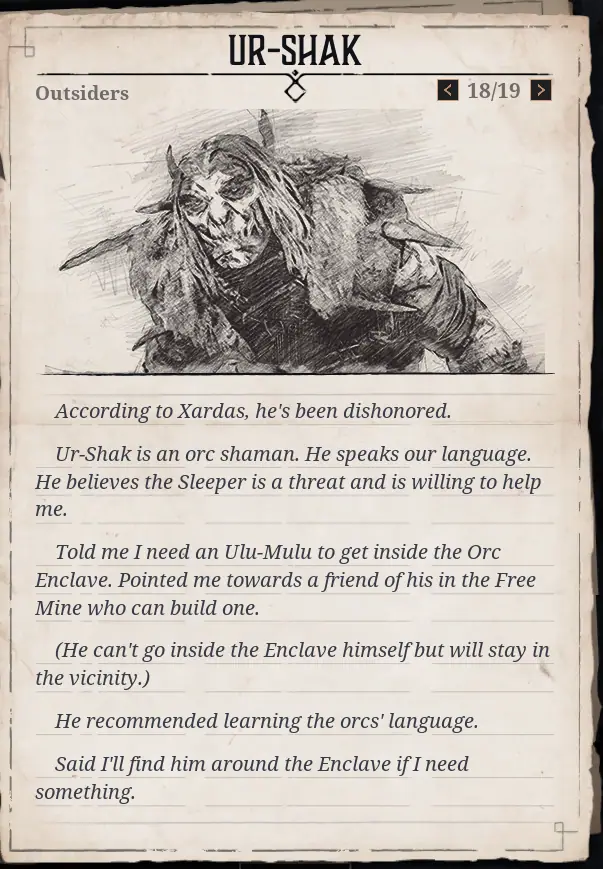 UR-SHAK
Outsiders
< 18/19 >
According to Xardas, he's been dishonored.
Ur-Shak is an orc shaman. He speaks our language.
He believes the Sleeper is a threat and is willing to help
me.
Told me I need an Ulu-Mulu to get inside the Orc
Enclave. Pointed me towards a friend of his in the Free
Mine who can build one.
(He can't go inside the Enclave himself but will stay in
the vicinity.)
He recommended learning the orcs' language.
Said I'll find him around the Enclave if I need
something.